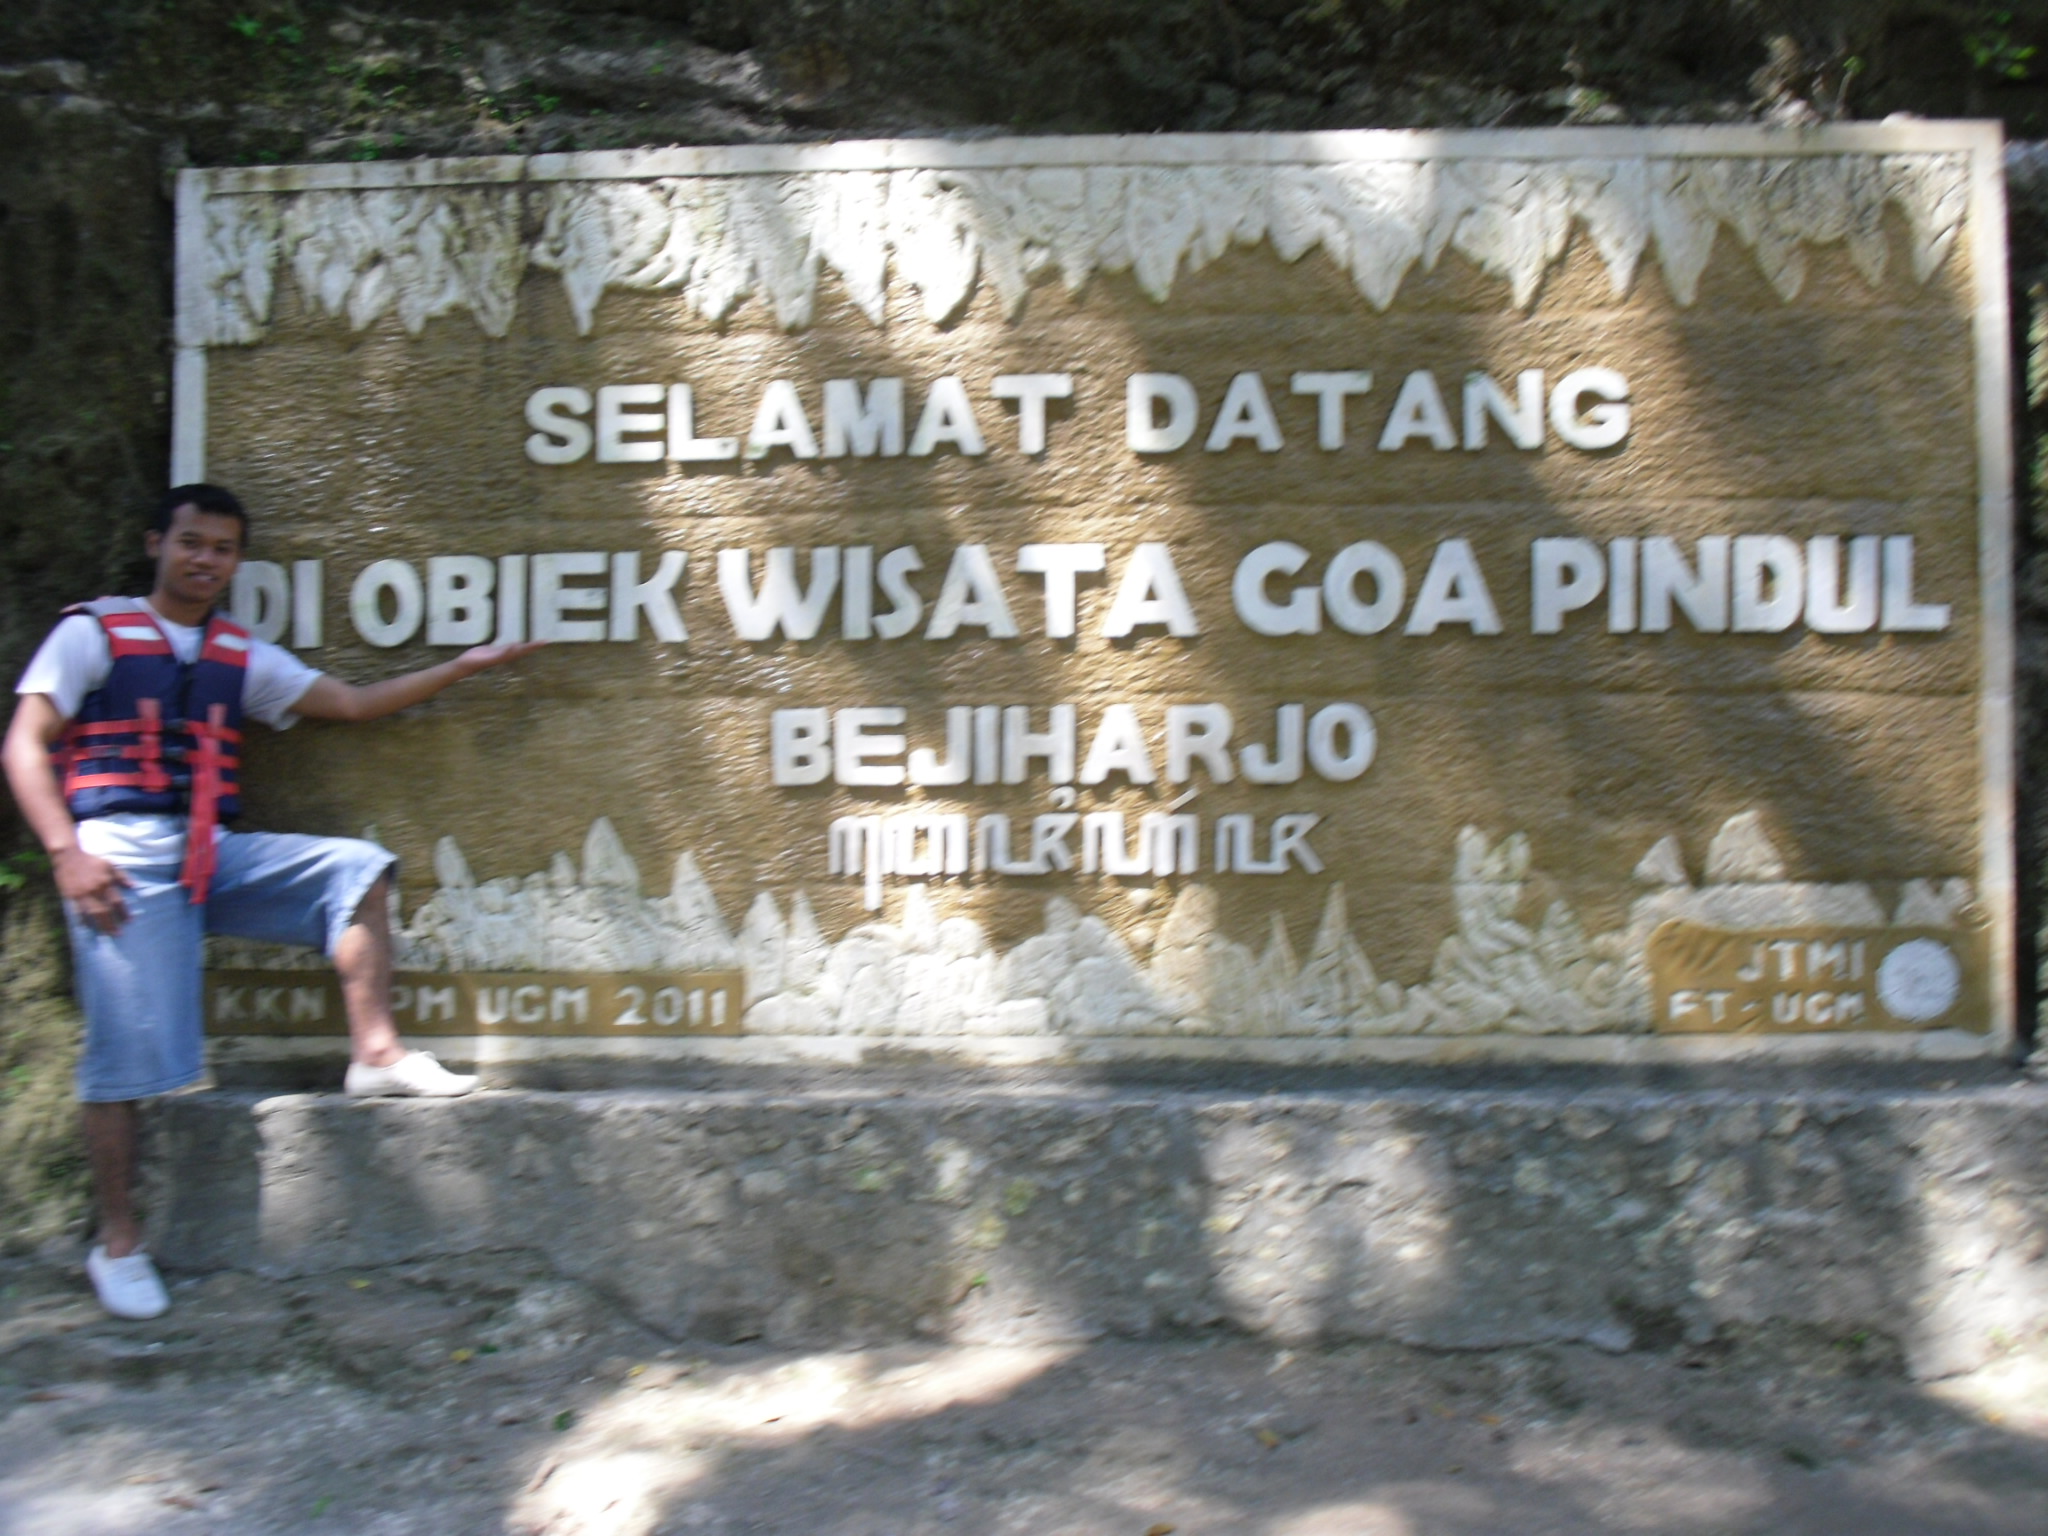 SELAMAT DATANG
DI OBJEK WISATA GOA PINDUL
BEJIHARJO
KKN PM UGM 2011
JTMI
FT - UGM